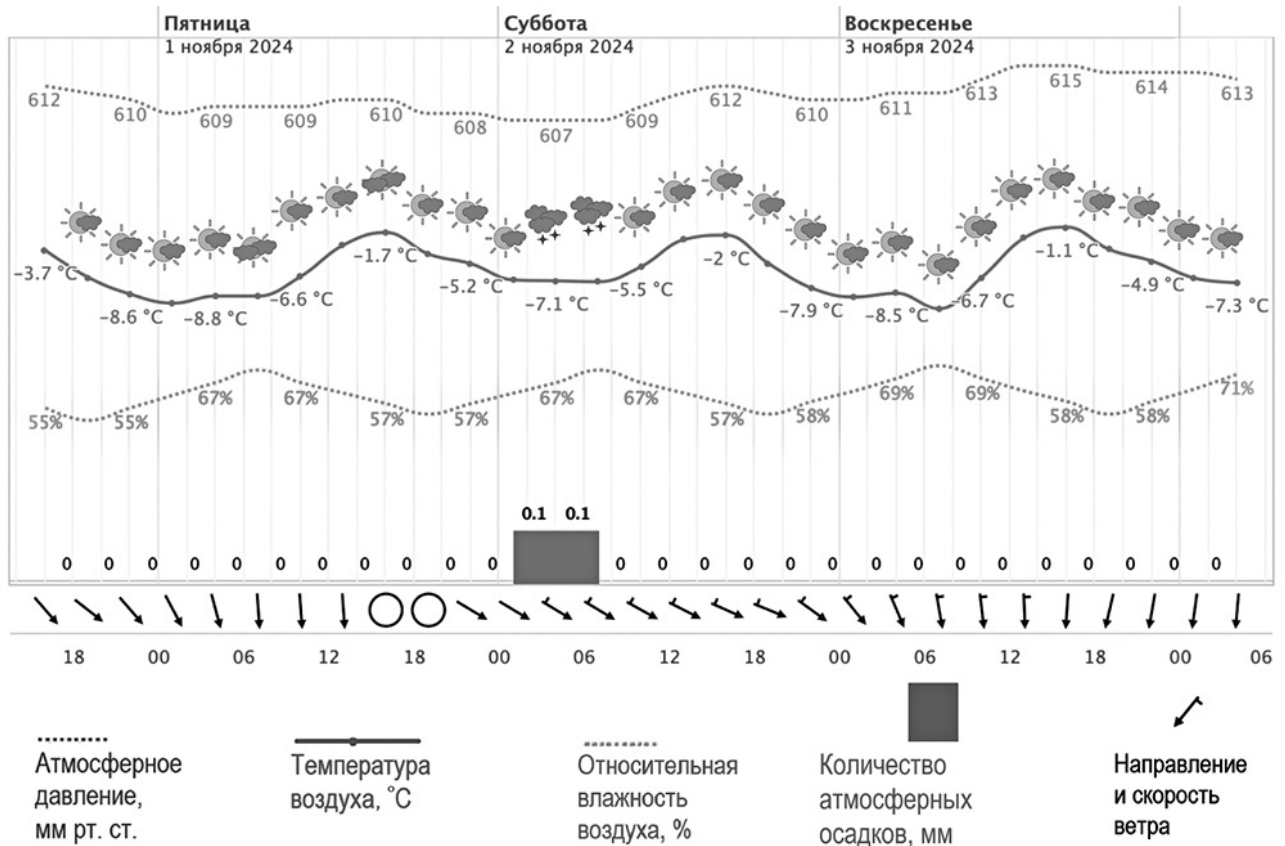 Пятница
1 ноября 2024
Суббота
2 ноября 2024
Воскресенье
3 ноября 2024
612 610 609 609 610 608 607 609 612 610 611 613 615 614 613
−3.7 °C −8.6 °C −8.8 °C −6.6 °C −1.7 °C −5.2 °C −7.1 °C −5.5 °C −2 °C −7.9 °C −8.5 °C −6.7 °C −1.1 °C −4.9 °C −7.3 °C
55% 55% 67% 67% 57% 57% 67% 67% 57% 58% 69% 69% 58% 58% 71%
0.1 0.1
0 0 0 0 0 0 0 0 0 0 0 0 0 0 0 0 0 0 0 0 0 0 0 0 0 0
18 00 06 12 18 00 06 12 18 00 06 12 18 00 06
Атмосферное
давление,
мм рт. ст.
Температура
воздуха, °С
Относительная
влажность
воздуха, %
Количество
атмосферных
осадков, мм
Направление
и скорость
ветра